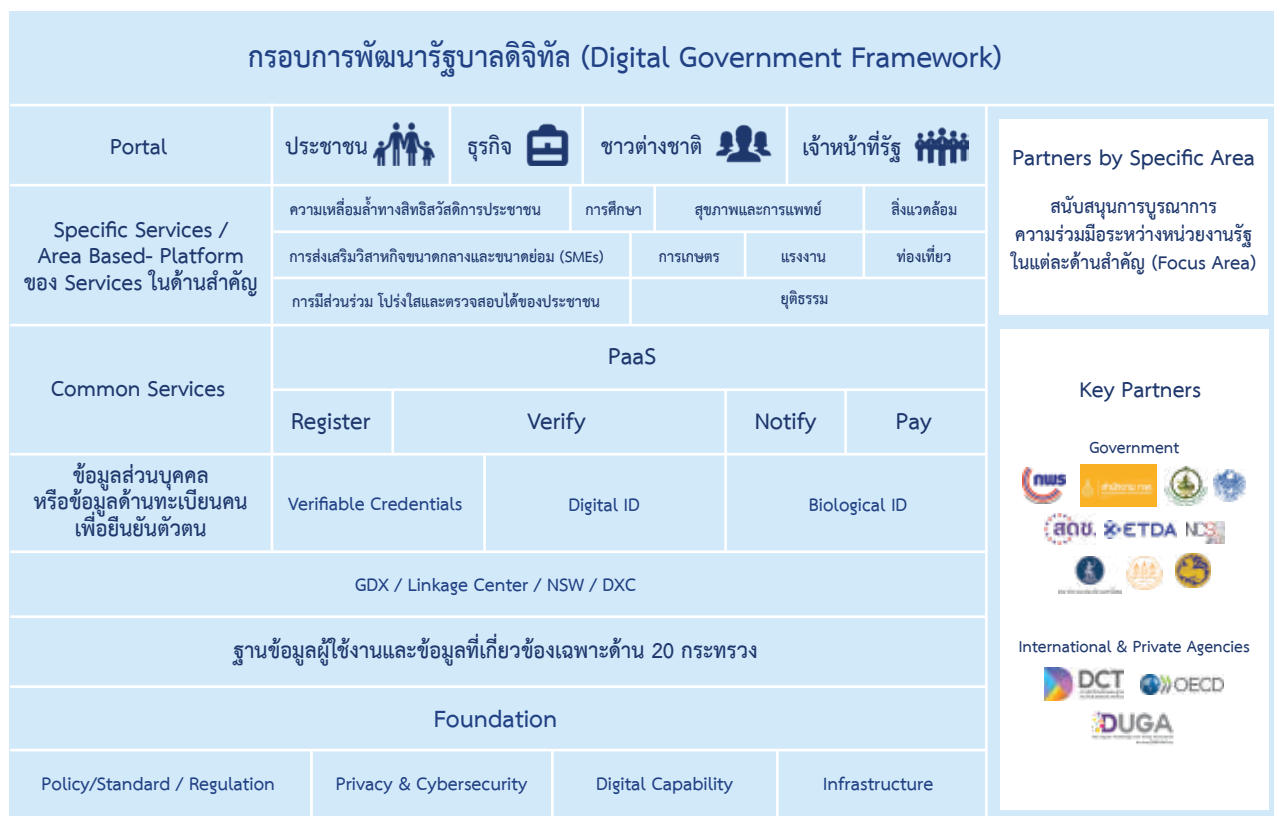 กรอบการพัฒนารัฐบาลดิจิทัล (Digital Government Framework)
Portal
ประชาชน
ธุรกิจ
ชาวต่างชาติ
เจ้าหน้าที่รัฐ
Specific Services /
Area Based- Platform
ของ Services ในด้านสำคัญ
ความเหลื่อมล้ำทางสิทธิสวัสดิการประชาชน
การศึกษา
สุขภาพและการแพทย์
สิ่งแวดล้อม
การส่งเสริมวิสาหกิจขนาดกลางและขนาดย่อม (SMEs)
การเกษตร
แรงงาน
ท่องเที่ยว
การมีส่วนร่วม โปร่งใสและตรวจสอบได้ของประชาชน
ยุติธรรม
Common Services
PaaS
Register
Verify
Notify
Pay
ข้อมูลส่วนบุคคล
หรือข้อมูลด้านทะเบียนคน
เพื่อยืนยันตัวตน
Verifiable Credentials
Digital ID
Biological ID
GDX / Linkage Center / NSW / DXC
ฐานข้อมูลผู้ใช้งานและข้อมูลที่เกี่ยวข้องเฉพาะด้าน 20 กระทรวง
Foundation
Policy/Standard / Regulation
Privacy & Cybersecurity
Digital Capability
Infrastructure
Partners by Specific Area
สนับสนุนการบูรณาการ
ความร่วมมือระหว่างหน่วยงานรัฐ
ในแต่ละด้านสำคัญ (Focus Area)
Key Partners
Government
กพร
สำนักงาน กพ
สดช. ETDA NCS
International & Private Agencies
DCT OECD
DUGA